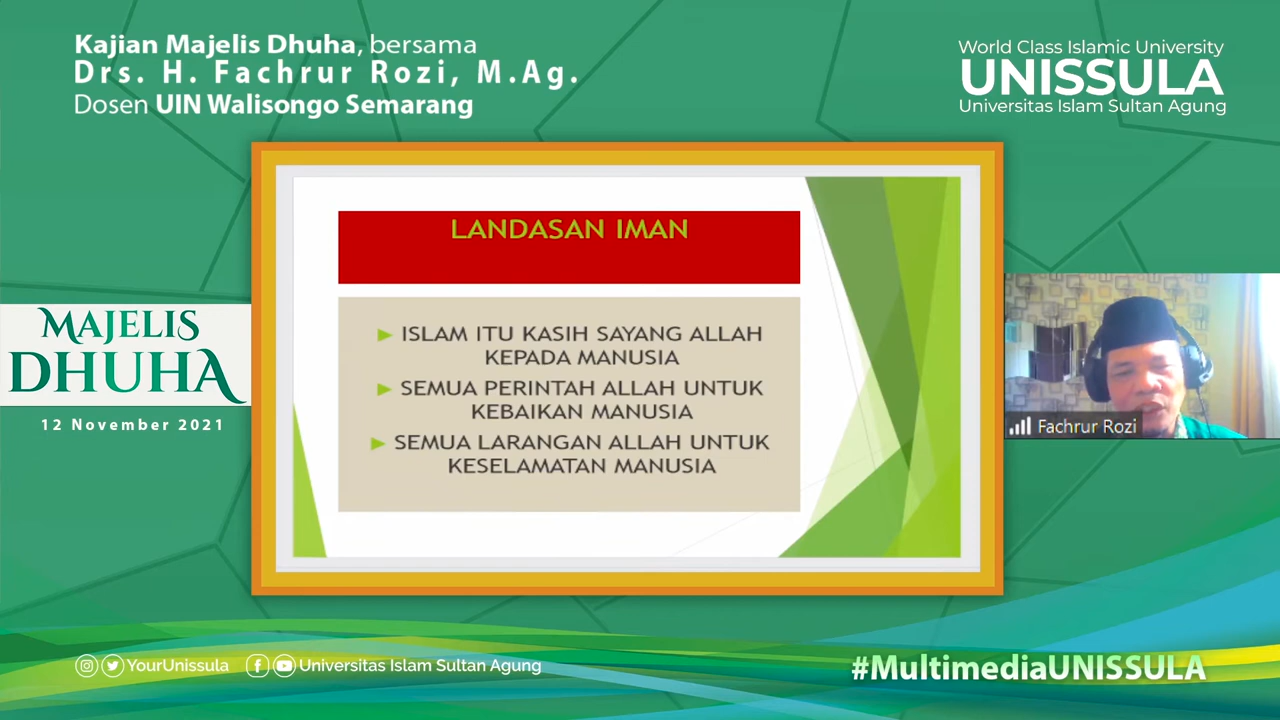 Kajian Majelis Dhuha, bersama
Drs. H. Fachrur Rozi, M.Ag.
Dosen UIN Walisongo Semarang
World Class Islamic University
UNISSULA
Universitas Islam Sultan Agung
LANDASAN IMAN
ISLAM ITU KASIH SAYANG ALLAH
KEPADA MANUSIA
SEMUA PERINTAH ALLAH UNTUK
KEBAIKAN MANUSIA
SEMUA LARANGAN ALLAH UNTUK
KESELAMATAN MANUSIA
MAJELIS
DHUHA
12 November 2021
Fachrur Rozi
YourUnissula
Universitas Islam Sultan Agung
#MultimediaUNISSULA